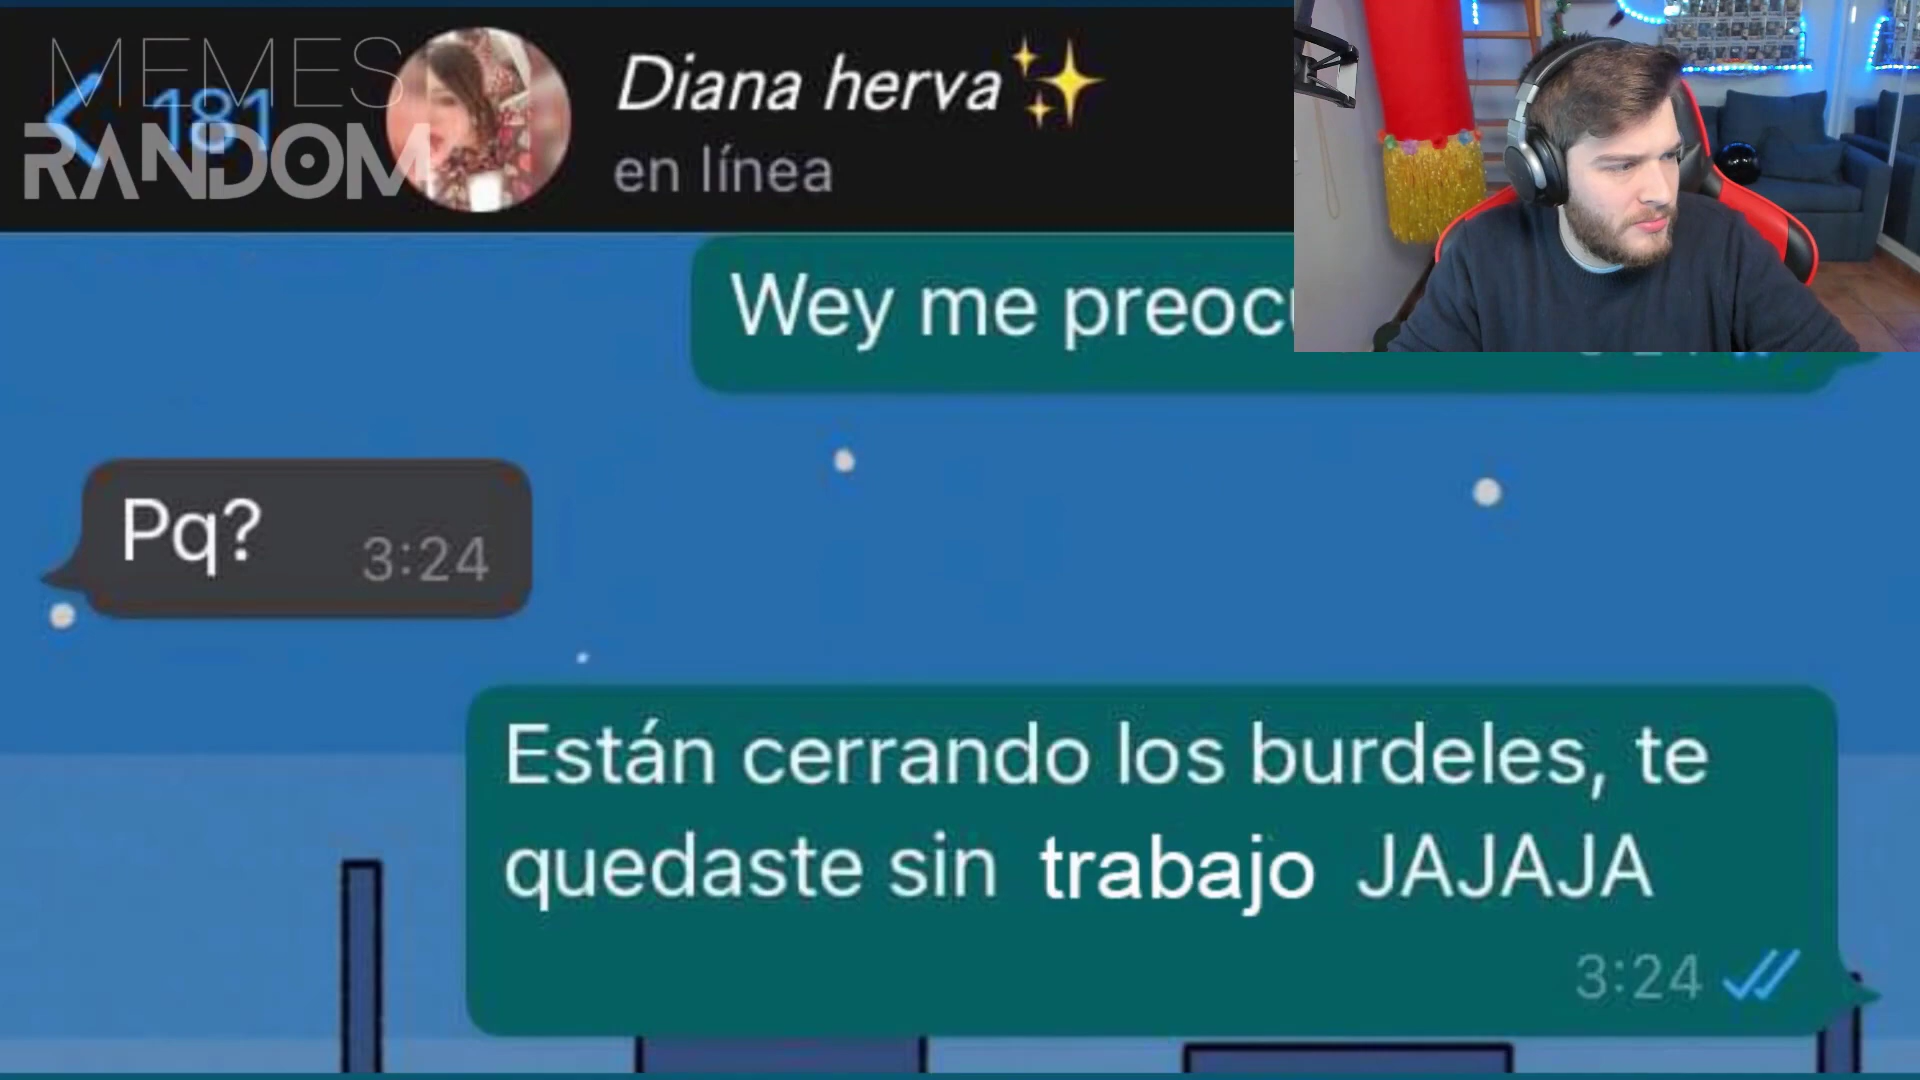 MEMES
RANDOM
181
Diana herva
en línea
Wey me
Pq?
3:24
Están cerrando los burdeles, te
quedaste sin trabajo JAJAJA
3:24